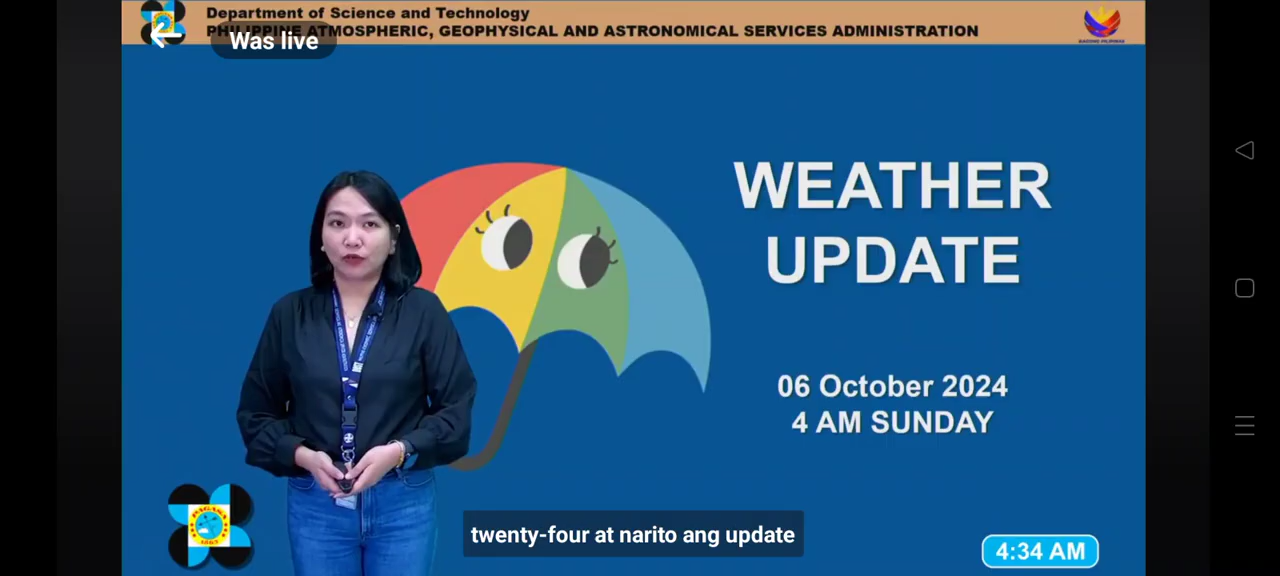 Department of Science and Technology
PHILIPPINE ATMOSPHERIC, GEOPHYSICAL AND ASTRONOMICAL SERVICES ADMINISTRATION
Was live
WEATHER
UPDATE
06 October 2024
4 AM SUNDAY
PAGASA
twenty-four at narito ang update
4:34 AM